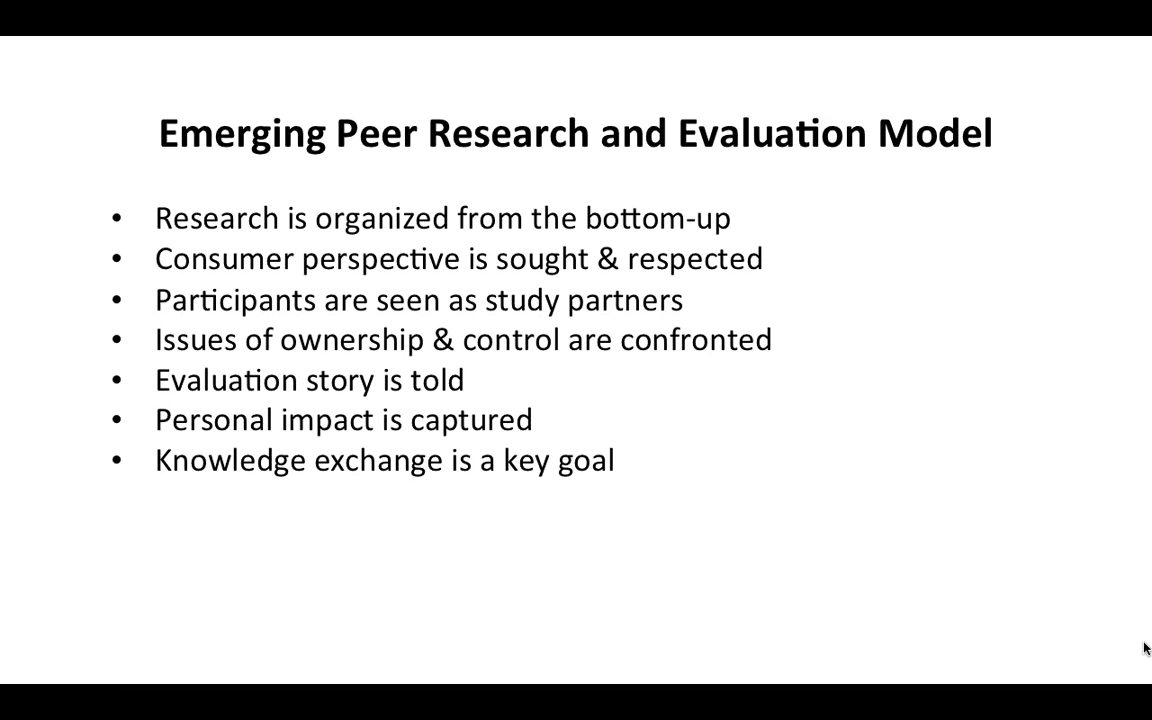 Emerging Peer Research and Evaluation Model
• Research is organized from the bottom-up
• Consumer perspective is sought & respected
• Participants are seen as study partners
• Issues of ownership & control are confronted
• Evaluation story is told
• Personal impact is captured
• Knowledge exchange is a key goal